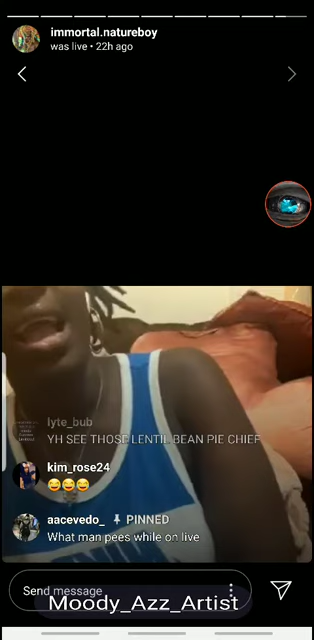 immortal.natureboy
was live • 22h ago
lyte_bub
YH SEE THOSE LENTIL BEAN PIE CHIEF
kim_rose24
😂😂😂
aacevedo_ PINNED
What man pees while on live
Send message
Moody_Azz_Artist